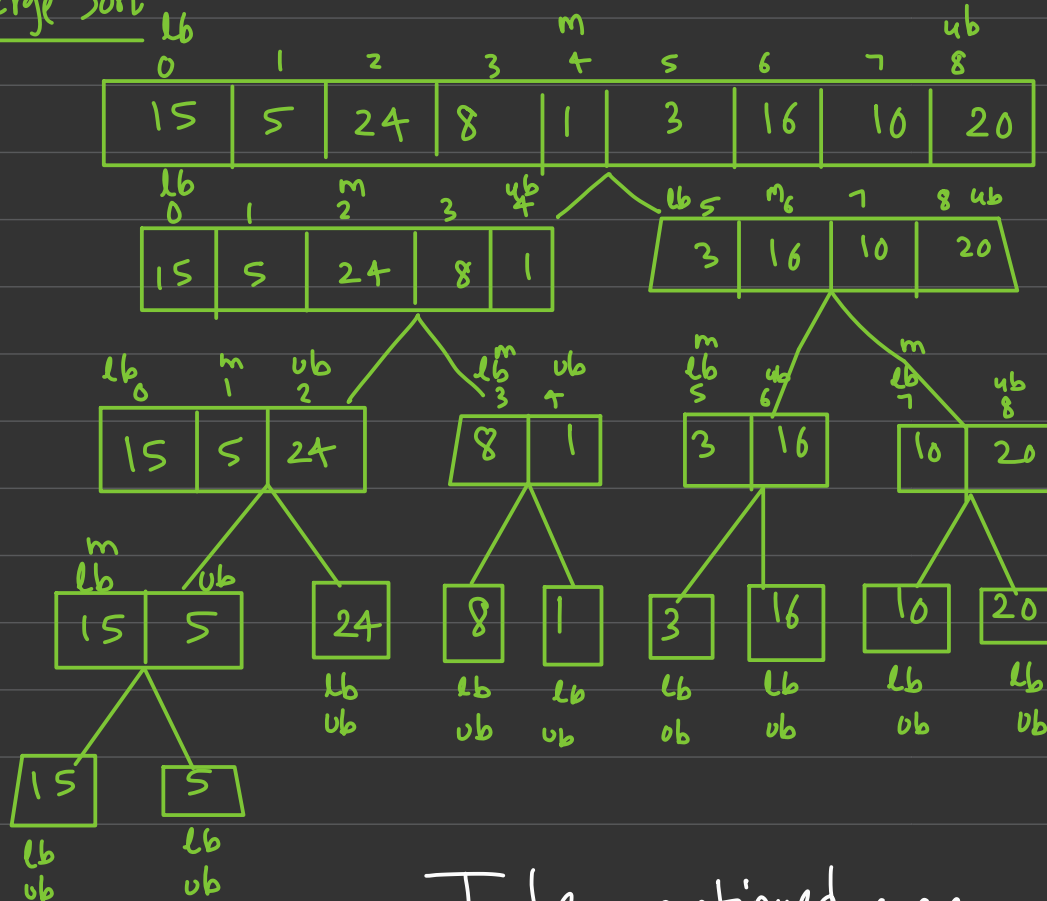 Sort
lb m ub
0 1 2 3 4 5 6 7 8
15 5 24 8 1 3 16 10 20
lb m ub lb m ub
0 1 2 3 4 5 6 7 8
15 5 24 8 1 3 16 10 20
m m m
lb m ub lb ub lb ub lb ub
0 1 2 3 4 5 6 7 8
15 5 24 8 1 3 16 10 20
m
lb ub
15 5 24 8 1 3 16 10 20
lb lb lb lb lb lb lb
ub ub ub ub ub ub ub
15 5
lb lb
ub ub